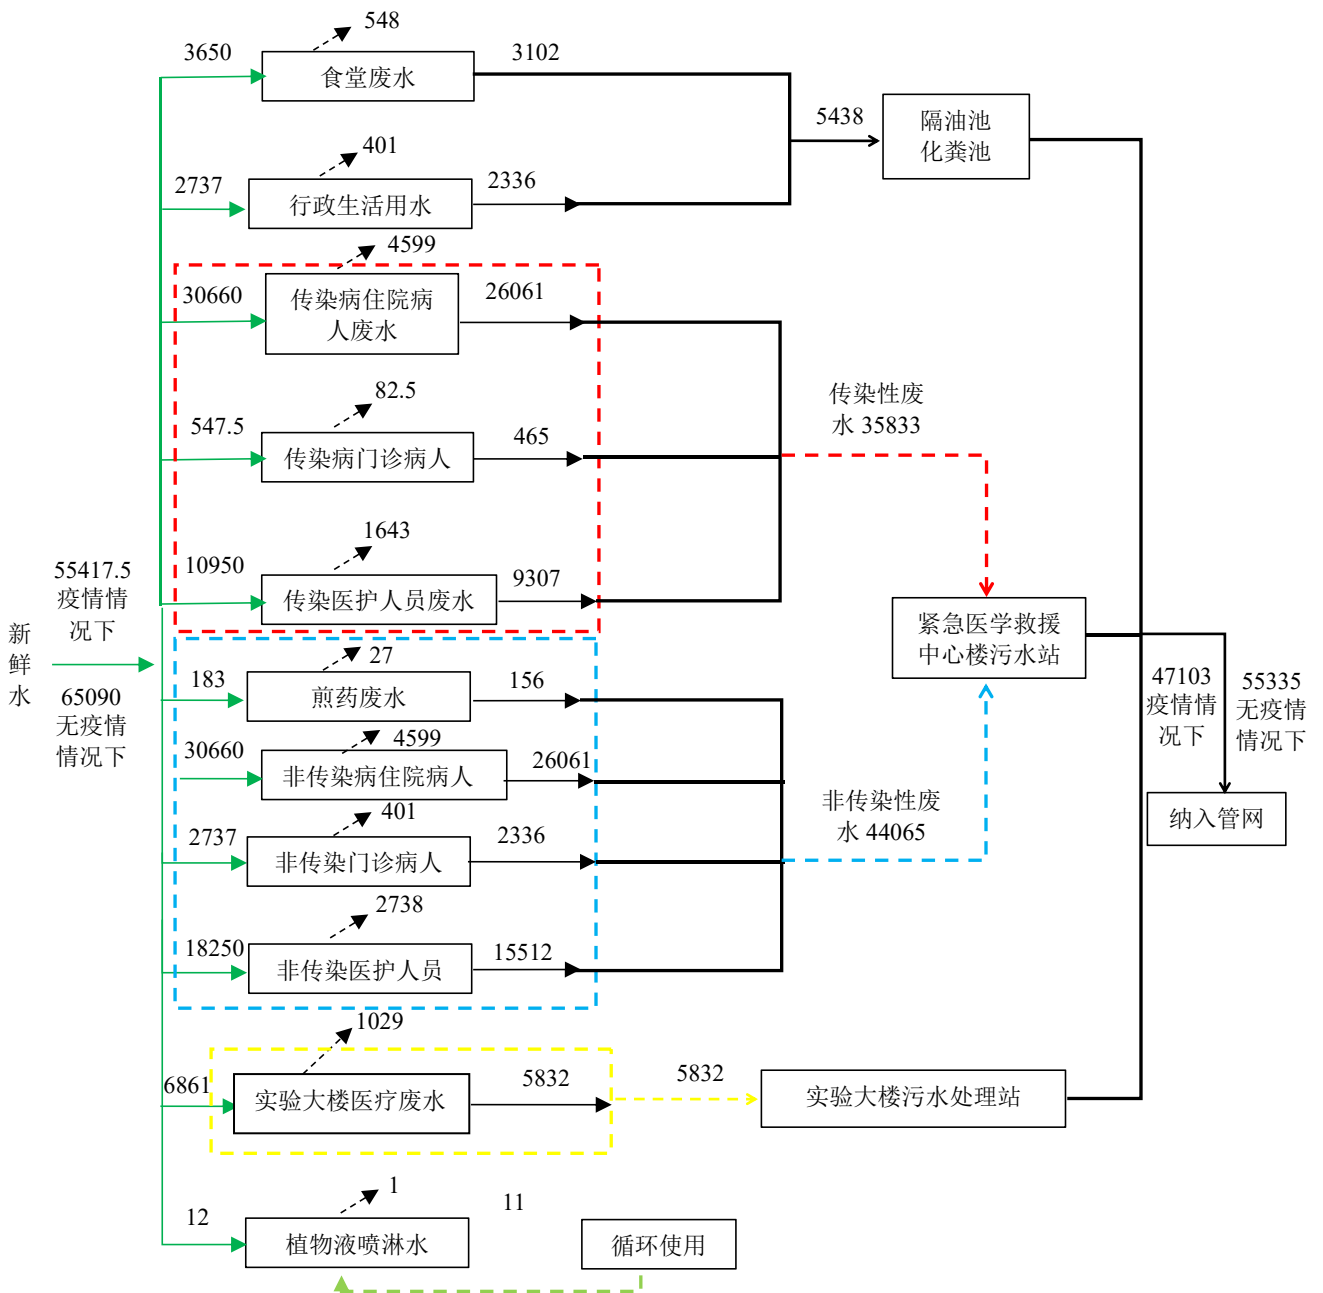 548
3650
食堂废水
3102
5438
隔油池
化粪池
401
2737
行政生活用水
2336
4599
30660
传染病住院病
人废水
26061
82.5
547.5
传染病门诊病人
465
传染性废
水 35833
1643
10950
传染医护人员废水
9307
55417.5
疫情情
况下
新
鲜
水
65090
无疫情
情况下
紧急医学救援
中心楼污水站
27
183
煎药废水
156
47103
疫情情
况下
55335
无疫情
情况下
4599
30660
非传染病住院病人
26061
401
2737
非传染门诊病人
2336
非传染性废
水 44065
纳入管网
2738
18250
非传染医护人员
15512
1029
6861
实验大楼医疗废水
5832
5832
实验大楼污水处理站
1
12
植物液喷淋水
11
循环使用